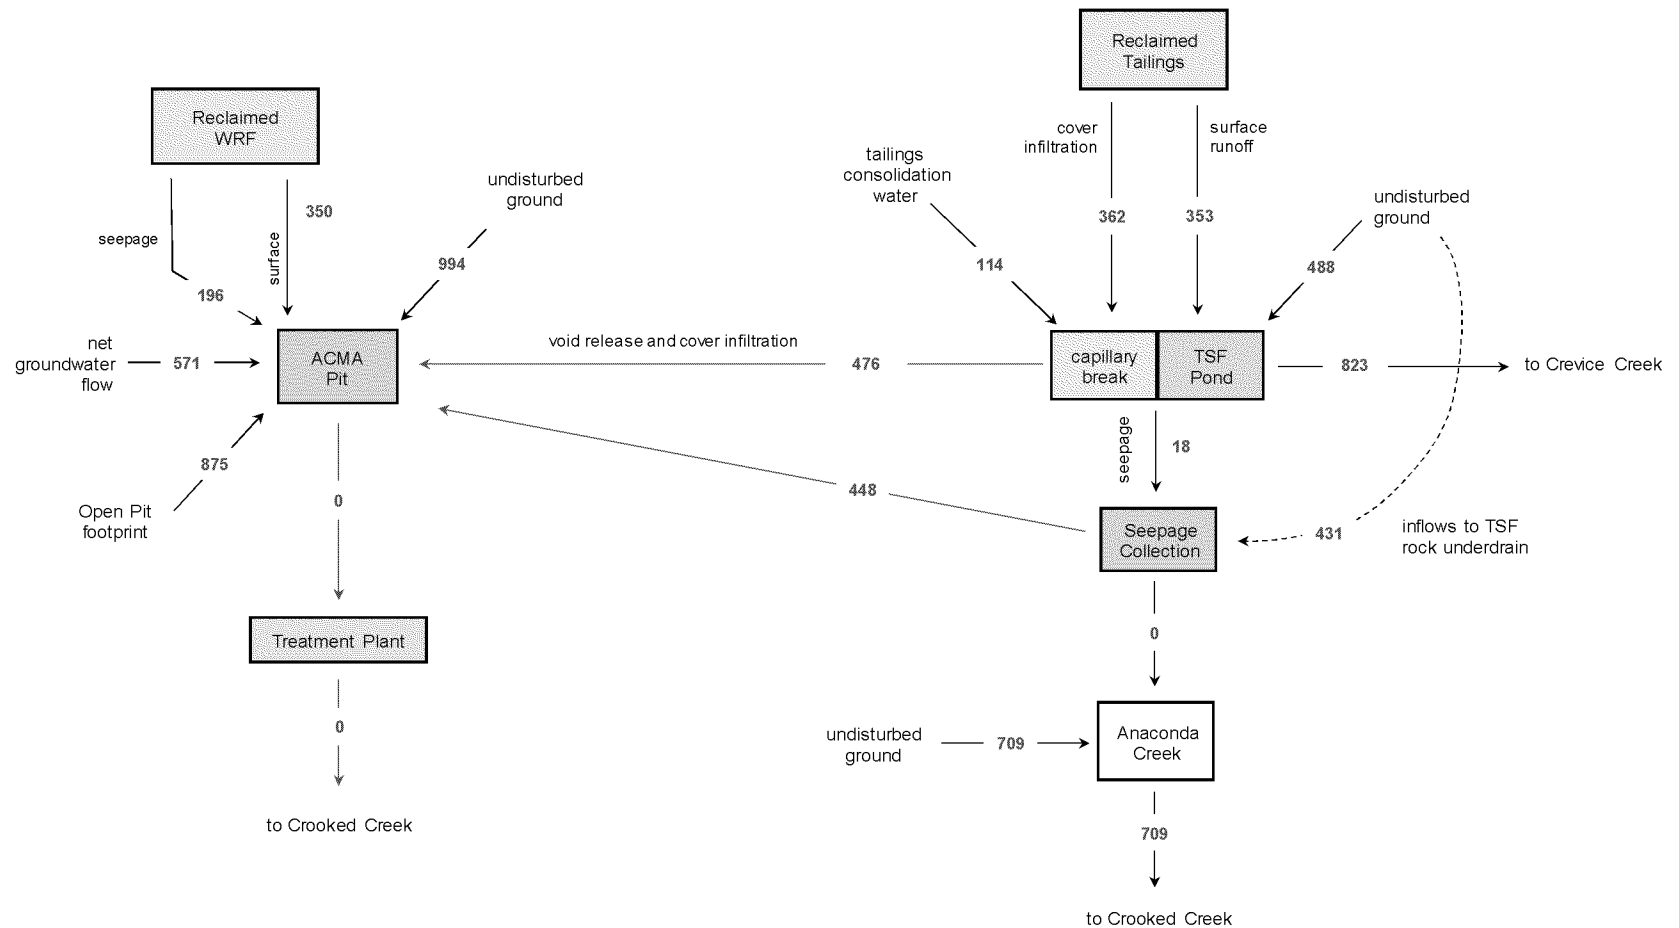 Reclaimed
Tailings
Reclaimed
WRF
cover
infiltration
surface
runoff
tailings
consolidation
water
undisturbed
ground
undisturbed
ground
350
362
353
seepage
surface
994
114
488
196
net
groundwater
flow
571
ACMA
Pit
void release and cover infiltration
476
capillary
break
TSF
Pond
823
to Crevice Creek
875
seepage
18
448
0
Open Pit
footprint
Seepage
Collection
431
inflows to TSF
rock underdrain
Treatment Plant
0
0
undisturbed
ground
709
Anaconda
Creek
to Crooked Creek
709
to Crooked Creek